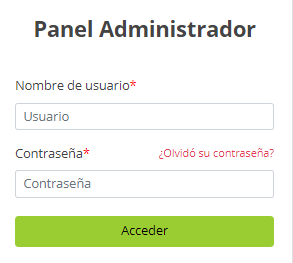 Panel Administrador
Nombre de usuario*
Usuario
Contraseña* ¿Olvidó su contraseña?
Contraseña
Acceder